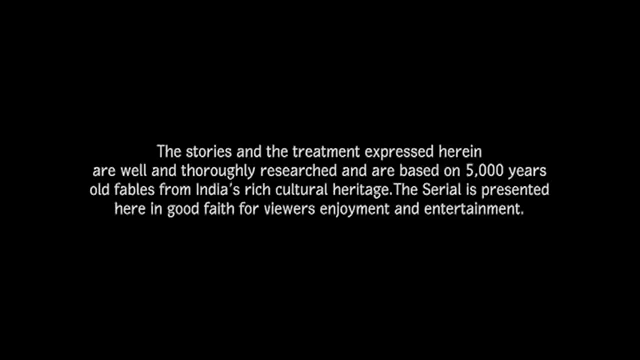 The stories and the treatment expressed herein
are well and thoroughly researched and are based on 5,000 years
old fables from India's rich cultural heritage.The Serial is presented
here in good faith for viewers enjoyment and entertainment.